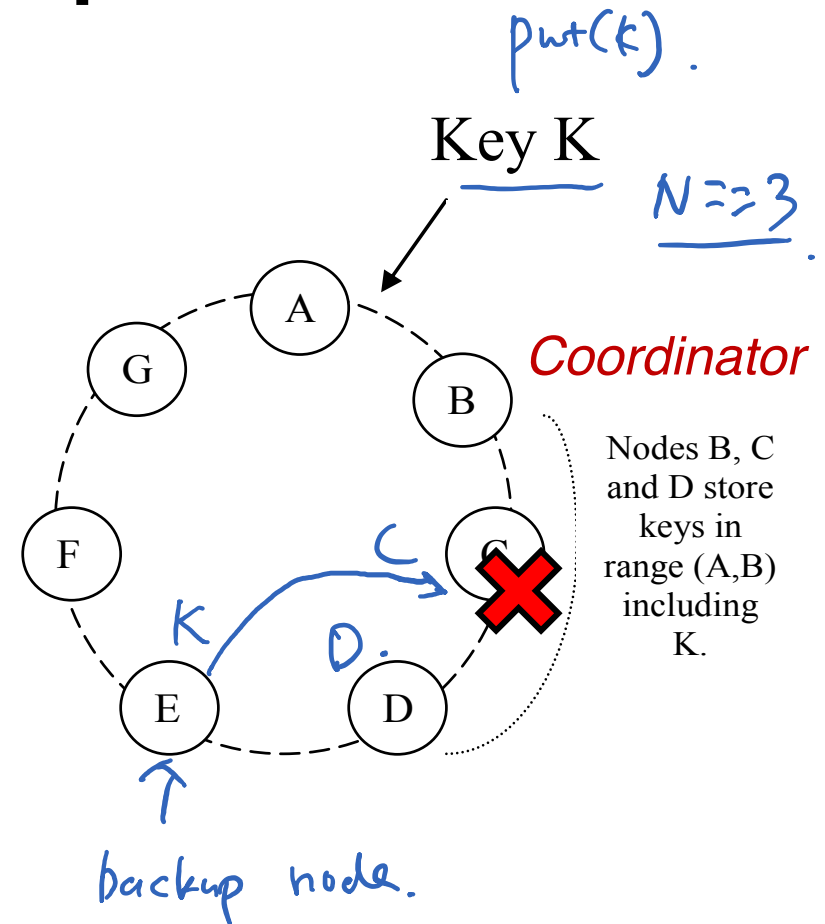 put(K).
Key K
N==3.
A
G
Coordinator
B
Nodes B, C
and D store
keys in
range (A,B)
including
K.
F
C
C
K
D.
E
D
backup node.